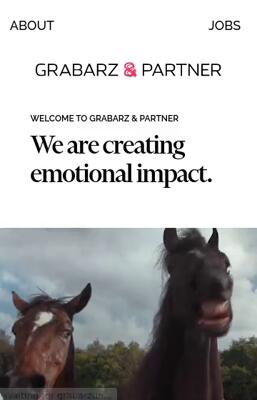 ABOUT JOBS
GRABARZ & PARTNER
WELCOME TO GRABARZ & PARTNER
We are creating
emotional impact.